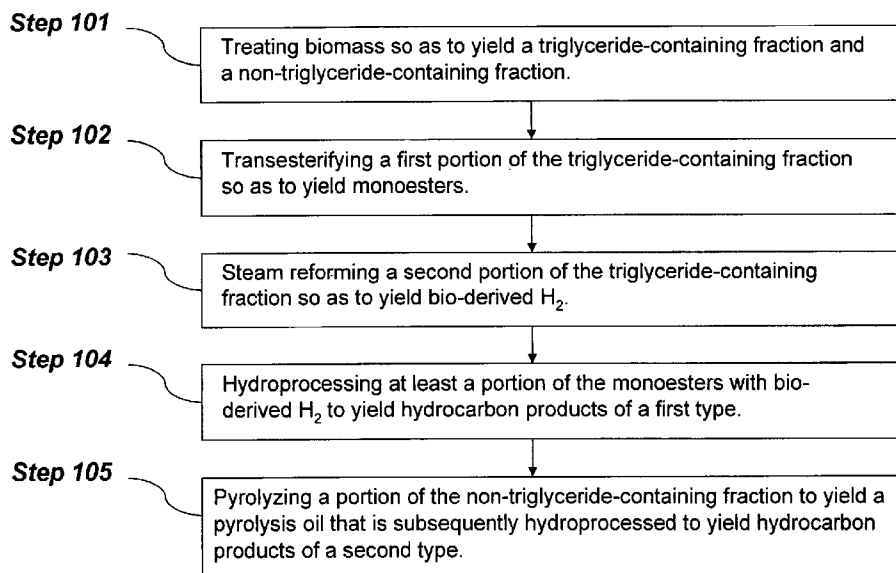 Step 101
Treating biomass so as to yield a triglyceride-containing fraction and
a non-triglyceride-containing fraction.
Step 102
Transesterifying a first portion of the triglyceride-containing fraction
so as to yield monoesters.
Step 103
Steam reforming a second portion of the triglyceride-containing
fraction so as to yield bio-derived H₂.
Step 104
Hydroprocessing at least a portion of the monoesters with bio-
derived H₂ to yield hydrocarbon products of a first type.
Step 105
Pyrolyzing a portion of the non-triglyceride-containing fraction to yield a
pyrolysis oil that is subsequently hydroprocessed to yield hydrocarbon
products of a second type.